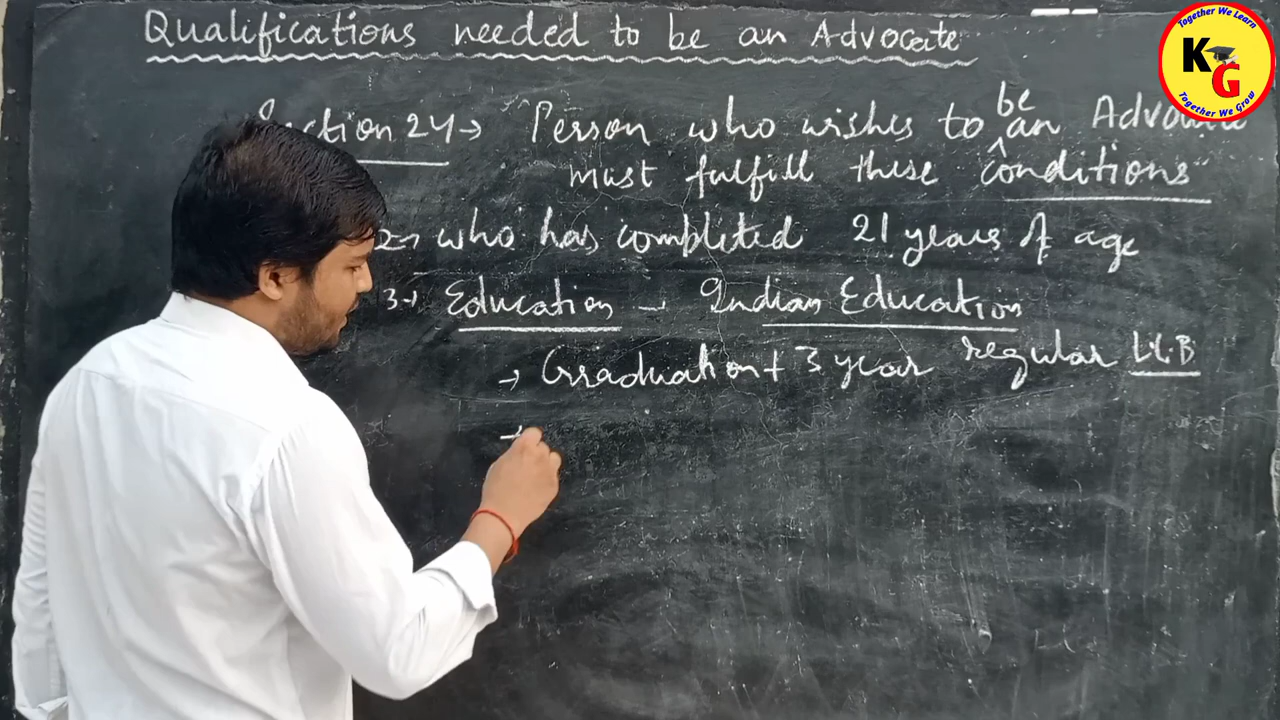 Qualifications needed to be an Advocate
Together We Learn
KG
Together We Grow
Section 24→ "Person who wishes to be an Advocate
must fulfill these conditions"
2→ who has completed 21 years of age
3→ Education - Indian Education
→ Graduation + 3 year regular LL.B